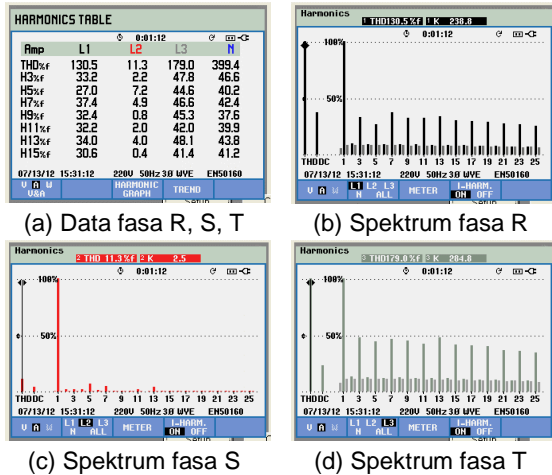 HARMONICS TABLE
0:01:12
Amp L1 L2 L3 N
THD%f 130.5 11.3 179.0 399.4
H3%f 33.2 2.2 47.8 46.6
H5%f 27.0 7.2 44.6 40.2
H7%f 37.4 4.9 46.6 42.4
H9%f 32.4 0.8 45.3 37.6
H11%f 32.2 2.0 42.0 39.9
H13%f 34.0 4.0 48.1 43.8
H15%f 30.6 0.4 41.4 41.2
07/13/12 15:31:12 220V 50Hz 3Ø WYE EN50160
V A W
V&A
HARMONIC
GRAPH
TREND
(a) Data fasa R, S, T
Harmonics
THD130.5%f K 238.8
0:01:12
100%
50%
THDDC 1 3 5 7 9 11 13 15 17 19 21 23 25
07/13/12 15:31:12 220V 50Hz 3Ø WYE EN50160
V A W
L1 L2 L3
N ALL
METER
I-HARM.
ON OFF
(b) Spektrum fasa R
Harmonics
THD 11.3%f K 2.5
0:01:12
100%
50%
THDDC 1 3 5 7 9 11 13 15 17 19 21 23 25
07/13/12 15:31:12 220V 50Hz 3Ø WYE EN50160
V A W
L1 L2 L3
N ALL
METER
I-HARM.
ON OFF
(c) Spektrum fasa S
Harmonics
THD179.0%f K 284.8
0:01:12
100%
50%
THDDC 1 3 5 7 9 11 13 15 17 19 21 23 25
07/13/12 15:31:12 220V 50Hz 3Ø WYE EN50160
V A W
L1 L2 L3
N ALL
METER
I-HARM.
ON OFF
(d) Spektrum fasa T